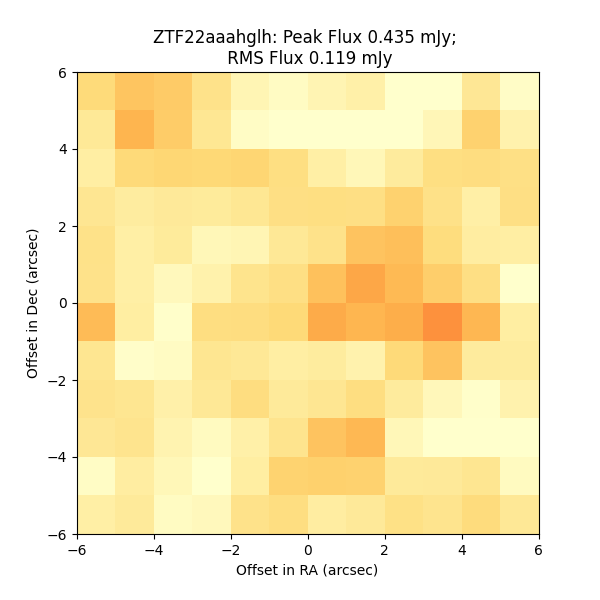 ZTF22aaahglh: Peak Flux 0.435 mJy;
RMS Flux 0.119 mJy
6
4
2
0
−2
−4
−6
Offset in Dec (arcsec)
−6 −4 −2 0 2 4 6
Offset in RA (arcsec)